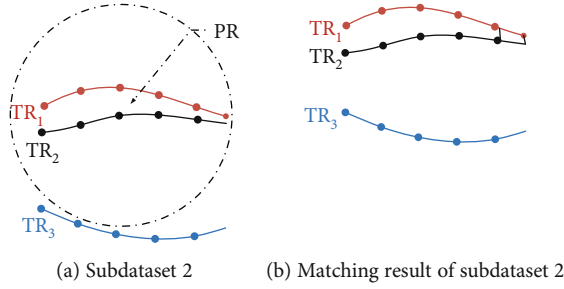 PR
TR1
TR2
TR3
(a) Subdataset 2
TR1
TR2
TR3
(b) Matching result of subdataset 2